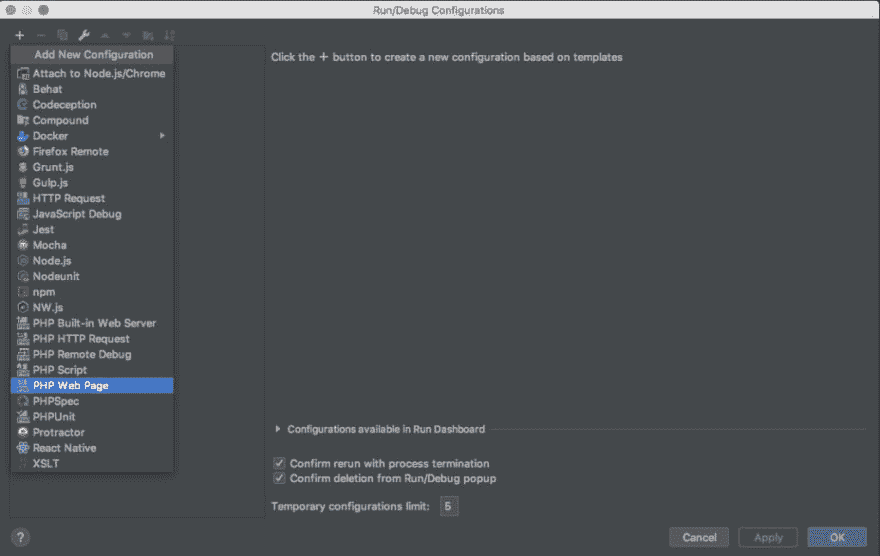 Run/Debug Configurations
Add New Configuration
Click the + button to create a new configuration based on templates
Attach to Node.js/Chrome
Behat
Codeception
Compound
Docker
Firefox Remote
Grunt.js
Gulp.js
HTTP Request
JavaScript Debug
Jest
Mocha
Node.js
Nodeunit
npm
NW.js
PHP Built-in Web Server
PHP HTTP Request
PHP Remote Debug
PHP Script
PHP Web Page
PHPSpec
PHPUnit
Protractor
React Native
XSLT
Configurations available in Run Dashboard
Confirm rerun with process termination
Confirm deletion from Run/Debug popup
Temporary configurations limit: 5
? Cancel Apply OK